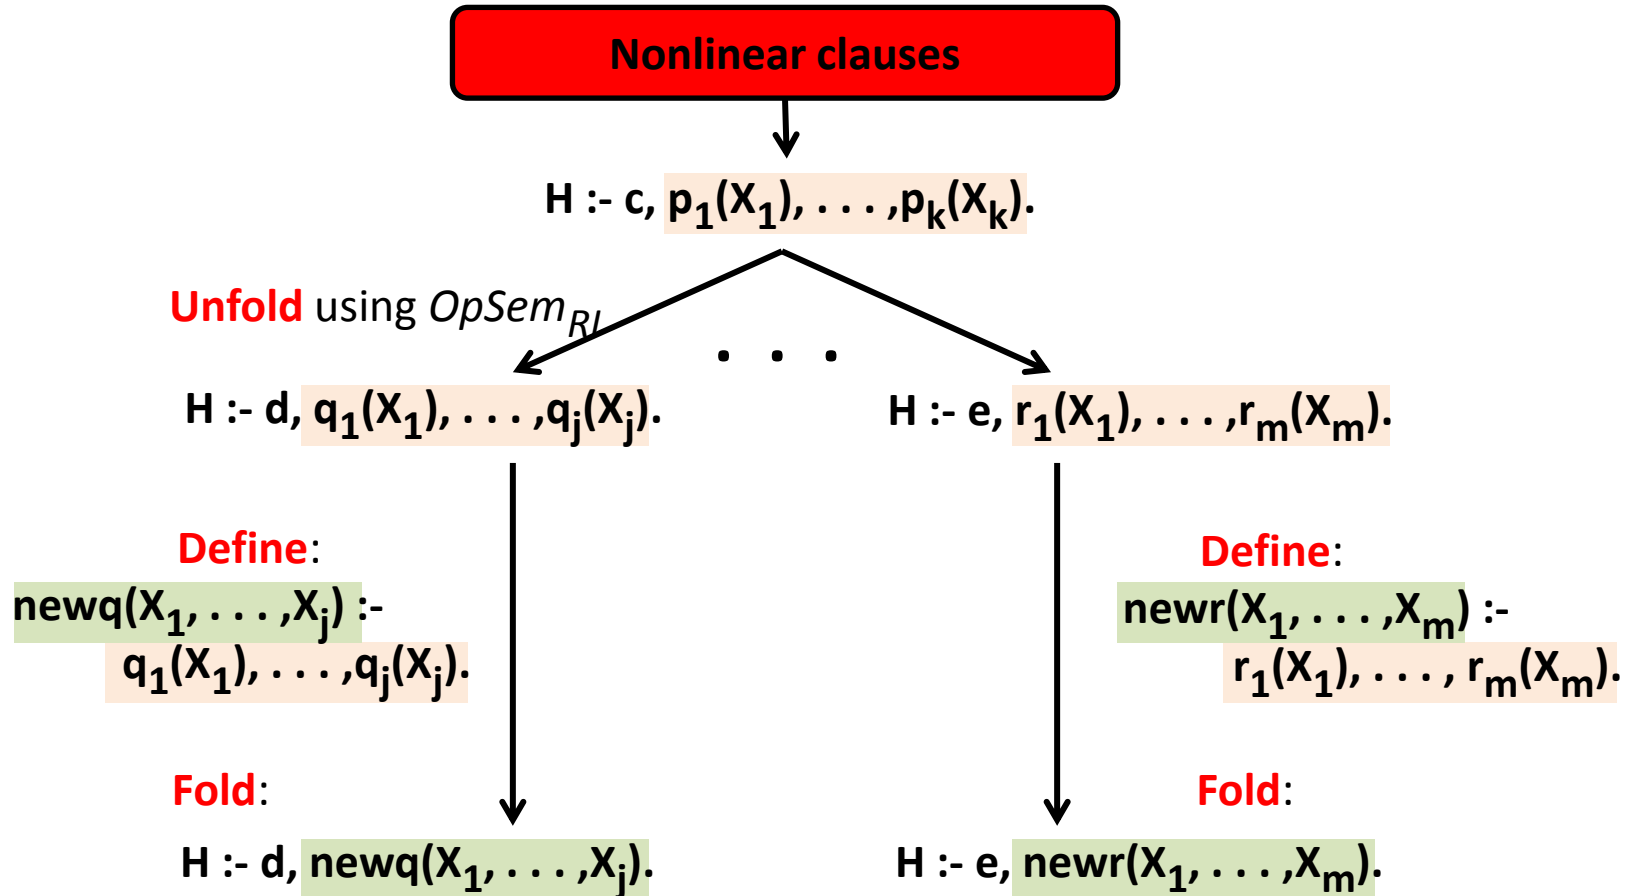 Nonlinear clauses
H :- c, p₁(X₁), . . . ,pₖ(Xₖ).
Unfold using OpSem_RI
. . .
H :- d, q₁(X₁), . . . ,qⱼ(Xⱼ).
H :- e, r₁(X₁), . . . ,rₘ(Xₘ).
Define:
newq(X₁, . . . ,Xⱼ) :-
q₁(X₁), . . . ,qⱼ(Xⱼ).
Define:
newr(X₁, . . . ,Xₘ) :-
r₁(X₁), . . . , rₘ(Xₘ).
Fold:
H :- d, newq(X₁, . . . ,Xⱼ).
Fold:
H :- e, newr(X₁, . . . ,Xₘ).